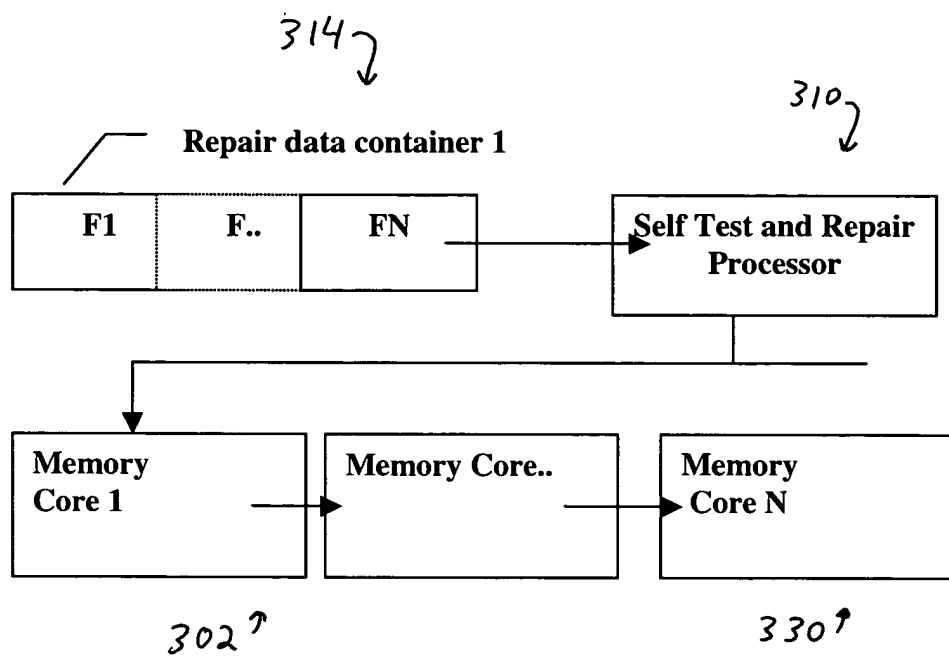 314
310
Repair data container 1
F1 F.. FN
Self Test and Repair
Processor
Memory
Core 1
Memory Core..
Memory
Core N
302
330